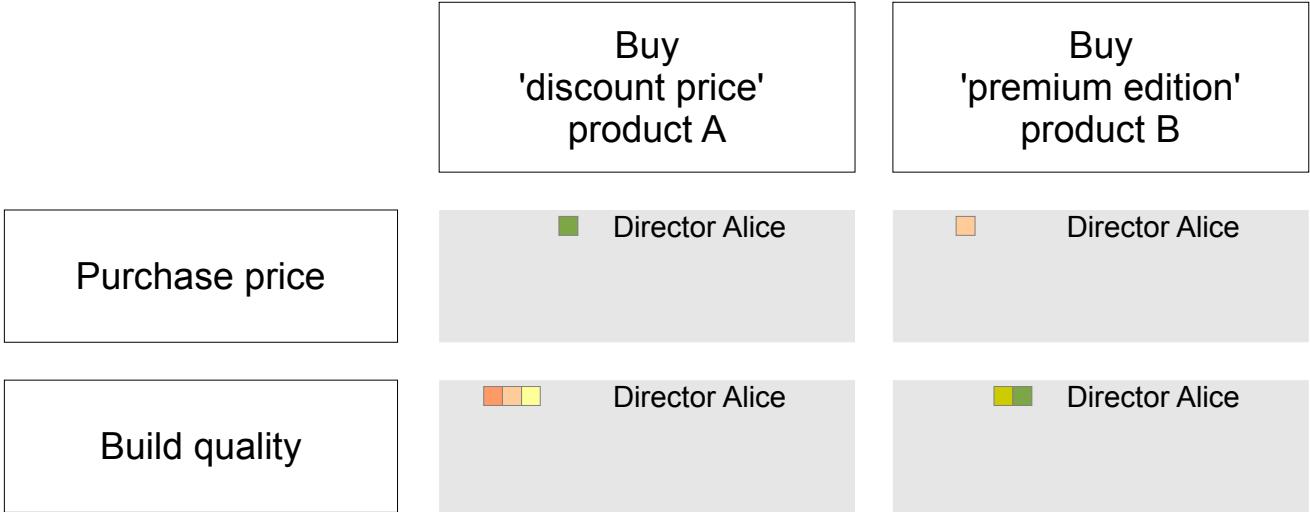 Buy
'discount price'
product A
Buy
'premium edition'
product B
Purchase price
Director Alice
Director Alice
Build quality
Director Alice
Director Alice